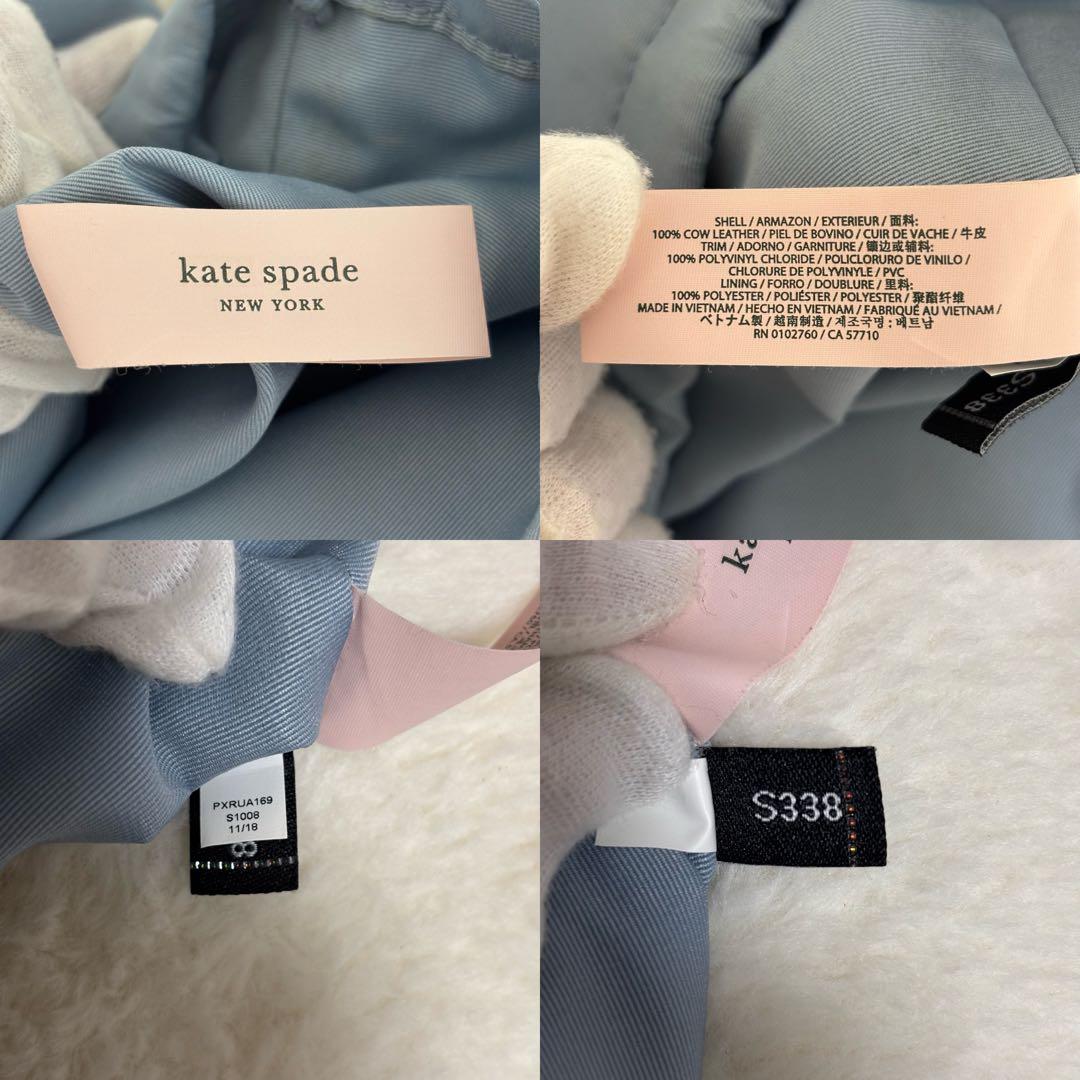 kate spade
NEW YORK
SHELL / ARMAZON / EXTERIEUR / 面料:
100% COW LEATHER / PIEL DE BOVINO / CUIR DE VACHE / 牛皮
TRIM / ADORNO / GARNITURE / 镶边或辅料:
100% POLYVINYL CHLORIDE / POLICLORURO DE VINILO /
CHLORURE DE POLYVINYLE / PVC
LINING / FORRO / DOUBLURE / 里料:
100% POLYESTER / POLIÉSTER / POLYESTER / 聚酯纤维
MADE IN VIETNAM / HECHO EN VIETNAM / FABRIQUÉ AU VIETNAM /
ベトナム製 / 越南制造 / 제조국명 : 베트남
RN 0102760 / CA 57710
S338
PXRUA169
S1008
11/18
8
ka
S338